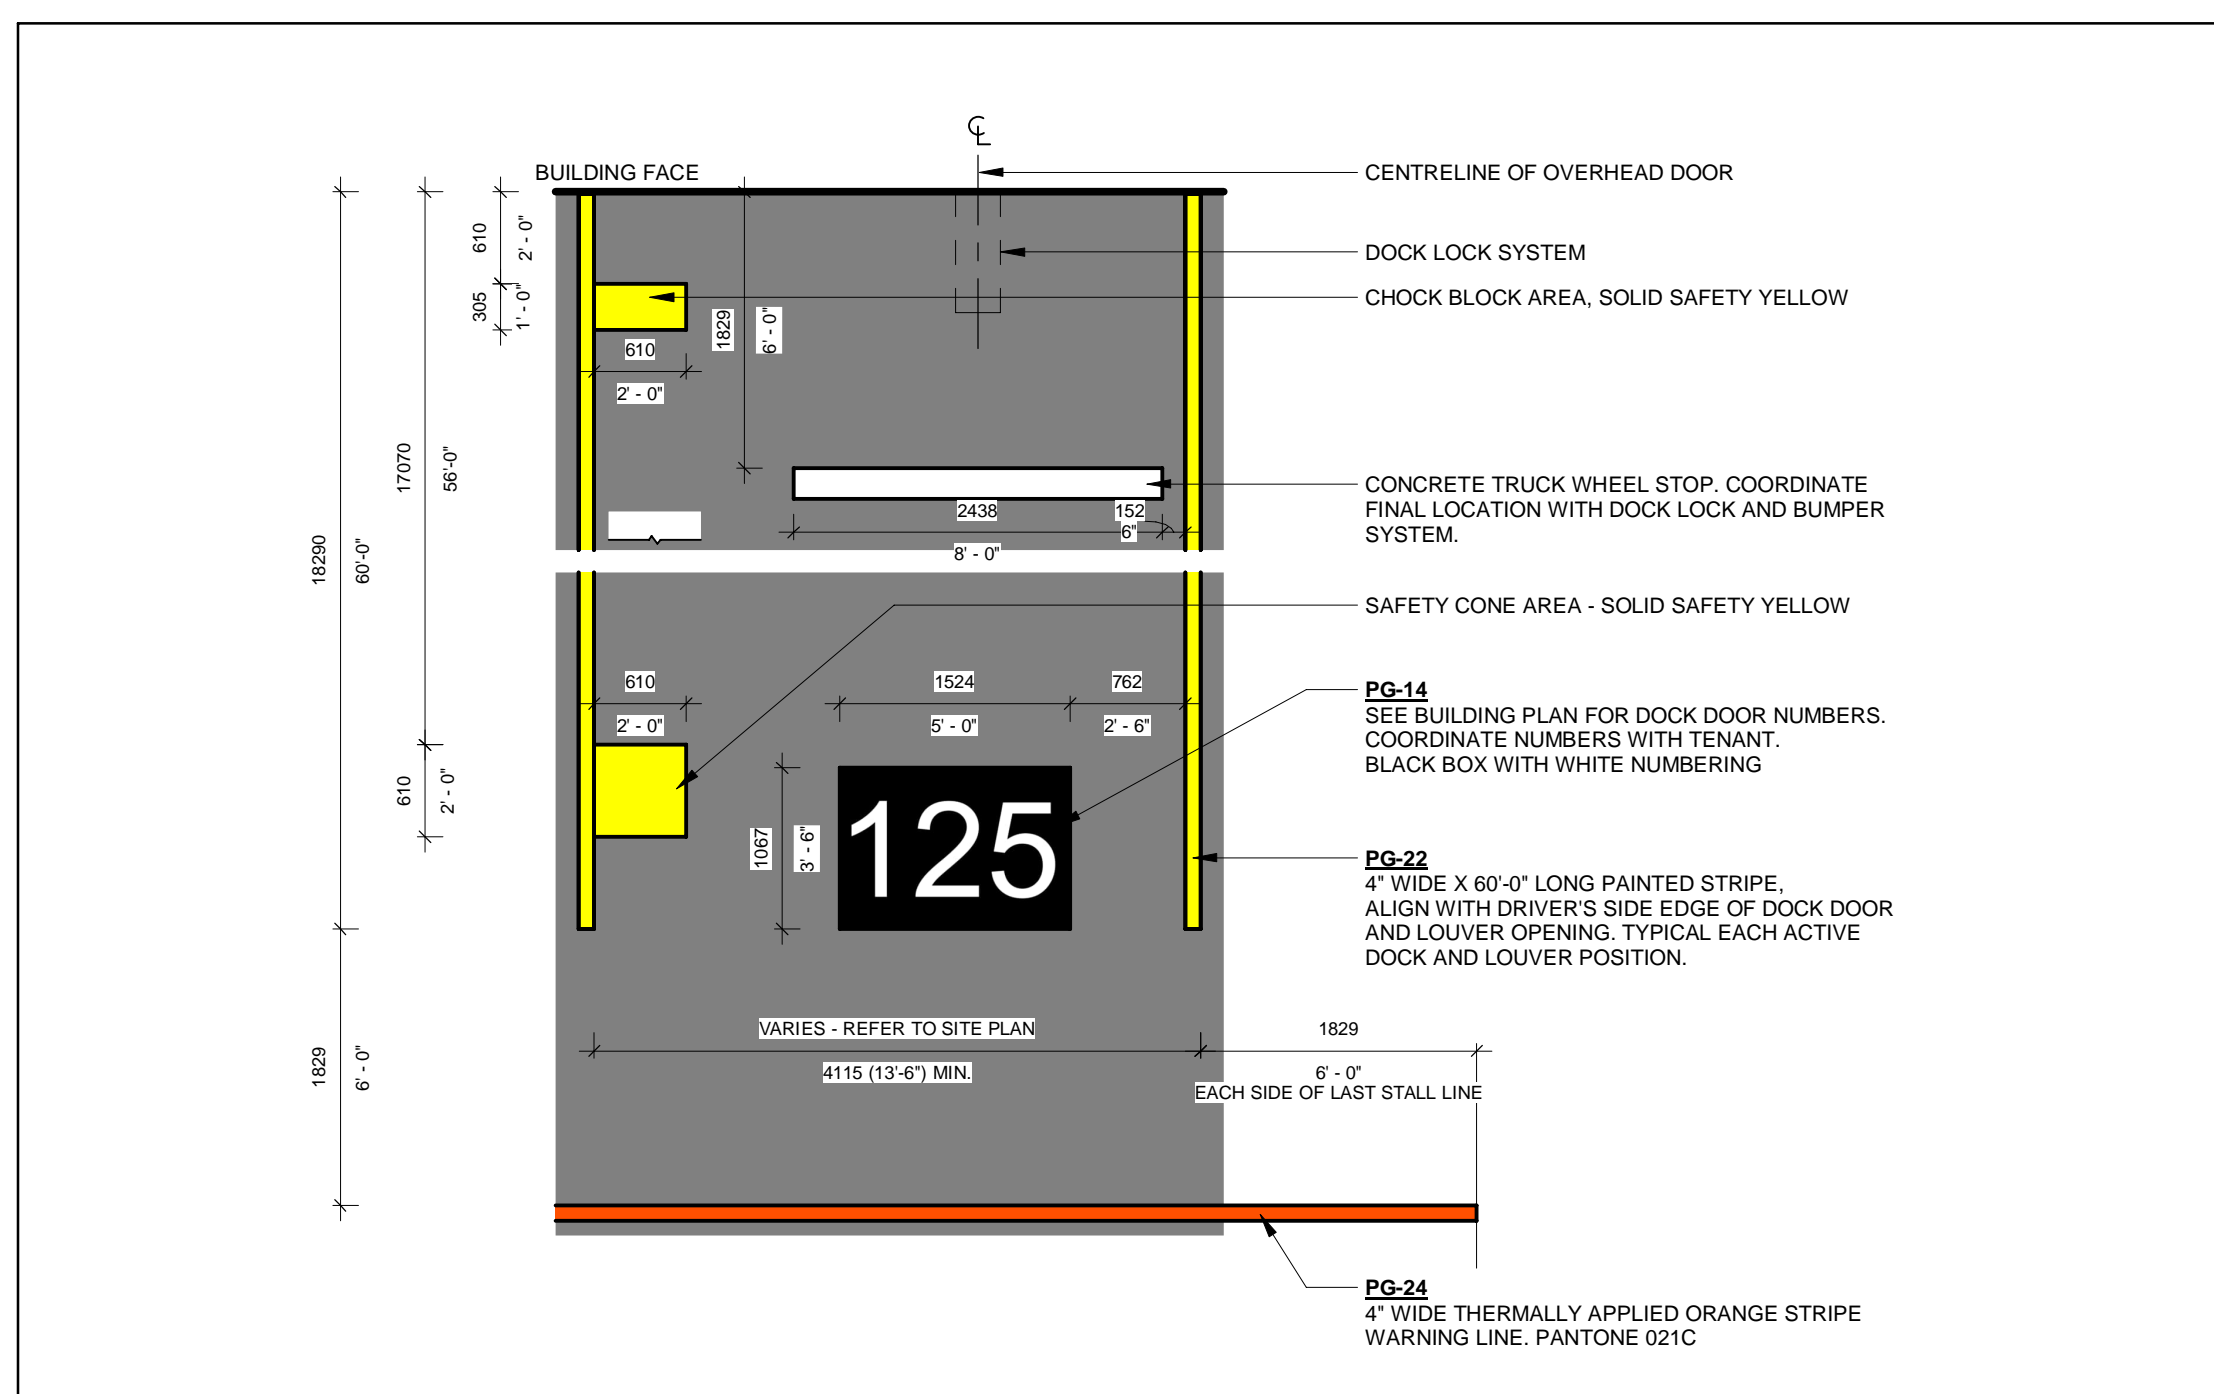 ℄
BUILDING FACE
CENTRELINE OF OVERHEAD DOOR
610
2' - 0"
DOCK LOCK SYSTEM
305
1' - 0"
CHOCK BLOCK AREA, SOLID SAFETY YELLOW
1829
6' - 0"
610
2' - 0"
17070
56'-0"
18290
60'-0"
CONCRETE TRUCK WHEEL STOP. COORDINATE
FINAL LOCATION WITH DOCK LOCK AND BUMPER
SYSTEM.
2438
152
6"
8' - 0"
SAFETY CONE AREA - SOLID SAFETY YELLOW
610
1524
762
2' - 0"
5' - 0"
2' - 6"
PG-14
SEE BUILDING PLAN FOR DOCK DOOR NUMBERS.
COORDINATE NUMBERS WITH TENANT.
BLACK BOX WITH WHITE NUMBERING
610
2' - 0"
1067
3' - 6"
125
PG-22
4" WIDE X 60'-0" LONG PAINTED STRIPE,
ALIGN WITH DRIVER'S SIDE EDGE OF DOCK DOOR
AND LOUVER OPENING. TYPICAL EACH ACTIVE
DOCK AND LOUVER POSITION.
VARIES - REFER TO SITE PLAN
1829
1829
6' - 0"
4115 (13'-6") MIN.
6' - 0"
EACH SIDE OF LAST STALL LINE
PG-24
4" WIDE THERMALLY APPLIED ORANGE STRIPE
WARNING LINE. PANTONE 021C